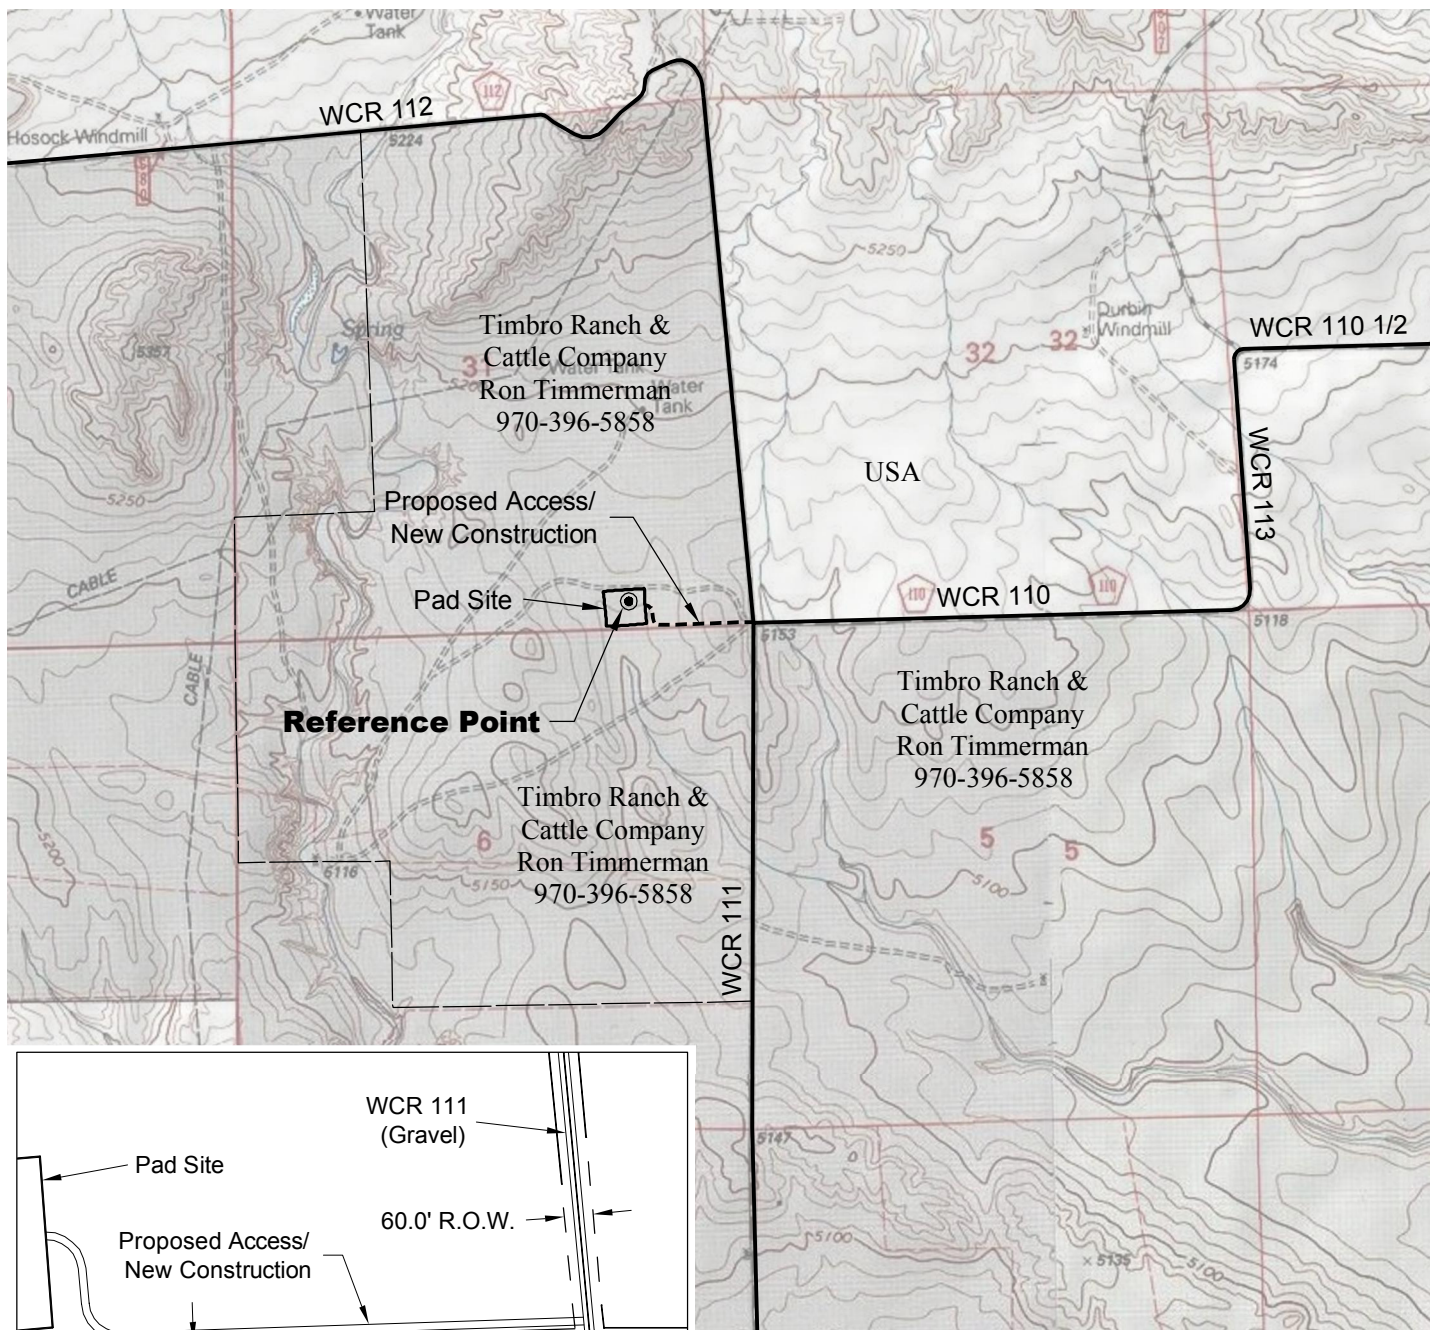 Water
Tank
WCR 112
112
Hosock Windmill
5224
5250
Spring
5357
Timbro Ranch &
Cattle Company
Ron Timmerman
970-396-5858
31
Water Tank
Water
Tank
32
32
Durbin
Windmill
WCR 110 1/2
5174
USA
WCR 113
5250
Proposed Access/
New Construction
CABLE
Pad Site
110
WCR 110
110
5153
5118
CABLE
Reference Point
Timbro Ranch &
Cattle Company
Ron Timmerman
970-396-5858
Timbro Ranch &
Cattle Company
Ron Timmerman
970-396-5858
6
5
5
5200
5116
5150
5100
WCR 111
WCR 111
(Gravel)
Pad Site
60.0' R.O.W.
Proposed Access/
New Construction
5147
5100
× 5135
5100